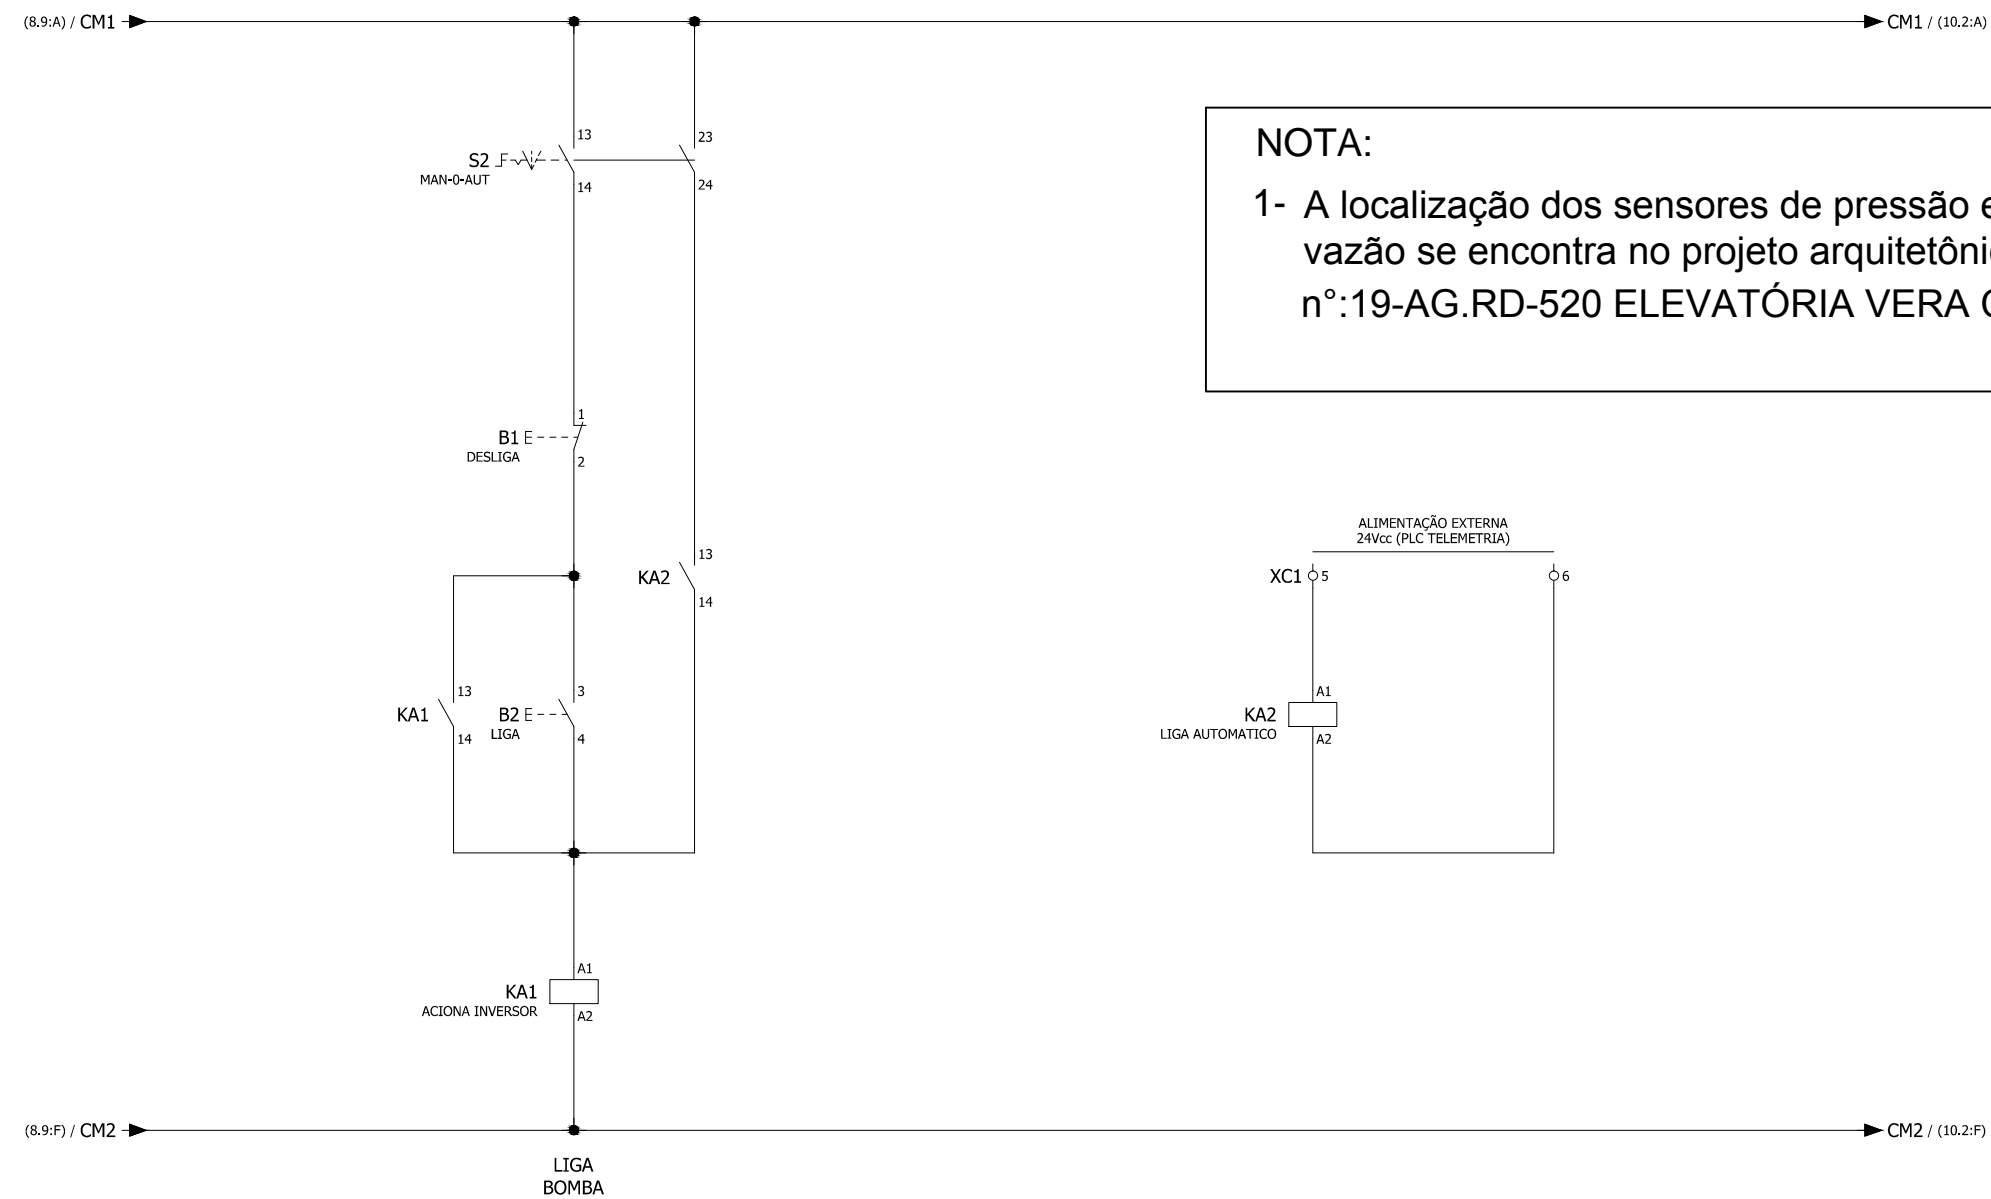 (8.9:A) / CM1
CM1 / (10.2:A)
13
23
S2
MAN-0-AUT
14
24
NOTA:
1- A localização dos sensores de pressão e
vazão se encontra no projeto
n°:19-AG.RD-520 ELEVATÓRIA VERA
1
B1
DESLIGA
2
ALIMENTAÇÃO EXTERNA
24Vcc (PLC TELEMETRIA)
13
KA2
14
XC1
5
6
13
KA1
14
3
B2
LIGA
4
A1
KA2
LIGA AUTOMATICO
A2
A1
KA1
ACIONA INVERSOR
A2
(8.9:F) / CM2
CM2 / (10.2:F)
LIGA
BOMBA